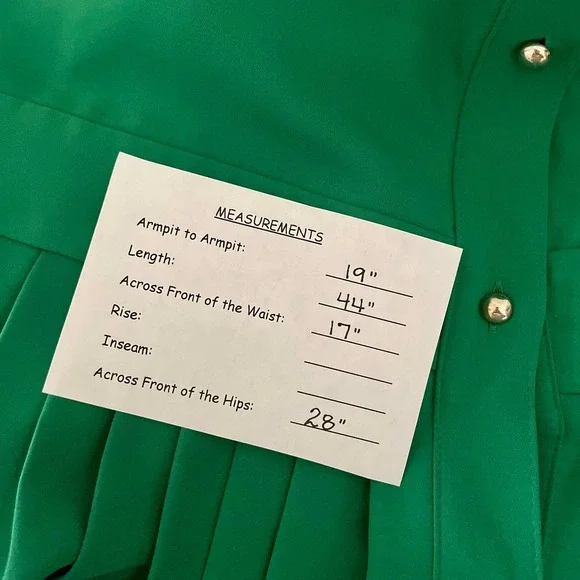 MEASUREMENTS
Armpit to Armpit: 19"
Length: 44"
Across Front of the Waist: 17"
Rise:
Inseam:
Across Front of the Hips: 28"